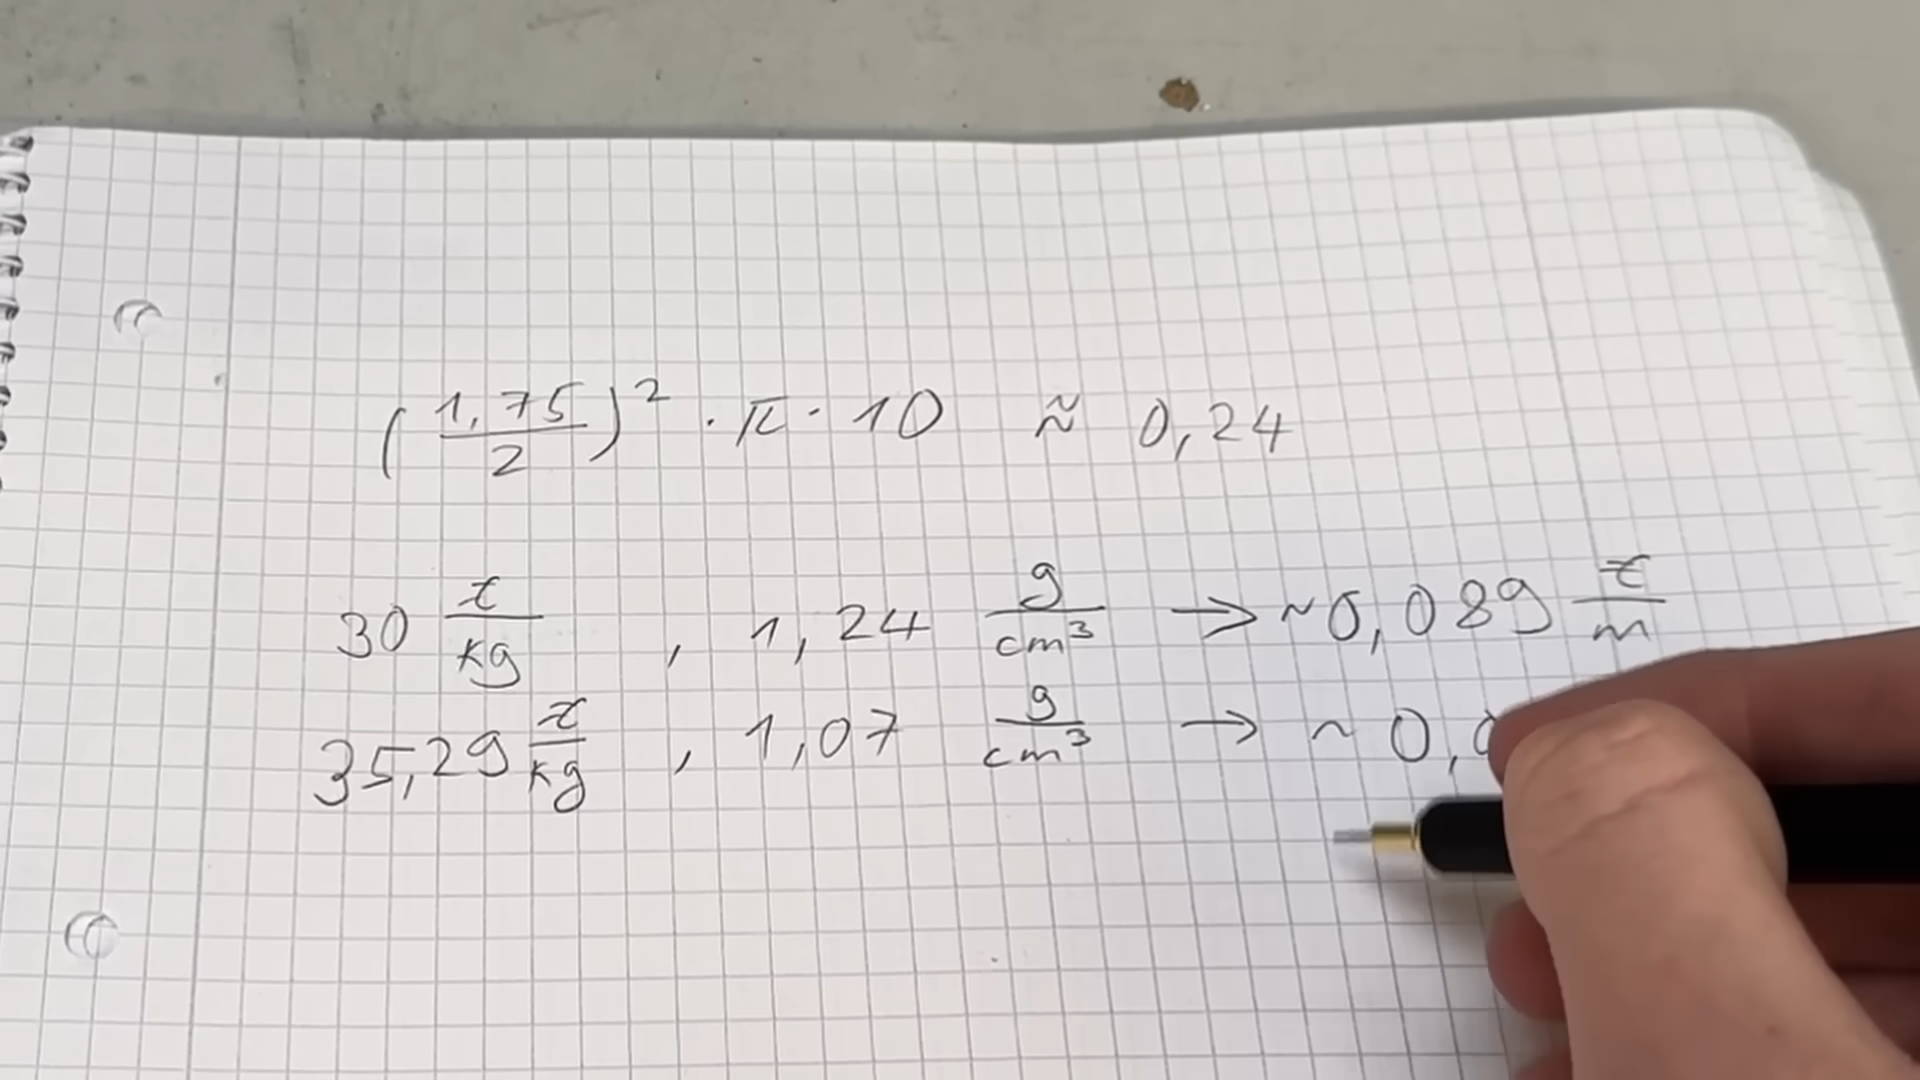 (1,75/2)² · π · 10 ≈ 0,24
30 €/kg , 1,24 g/cm³ → ~0,089 €/m
35,29 €/kg , 1,07 g/cm³ → ~0,